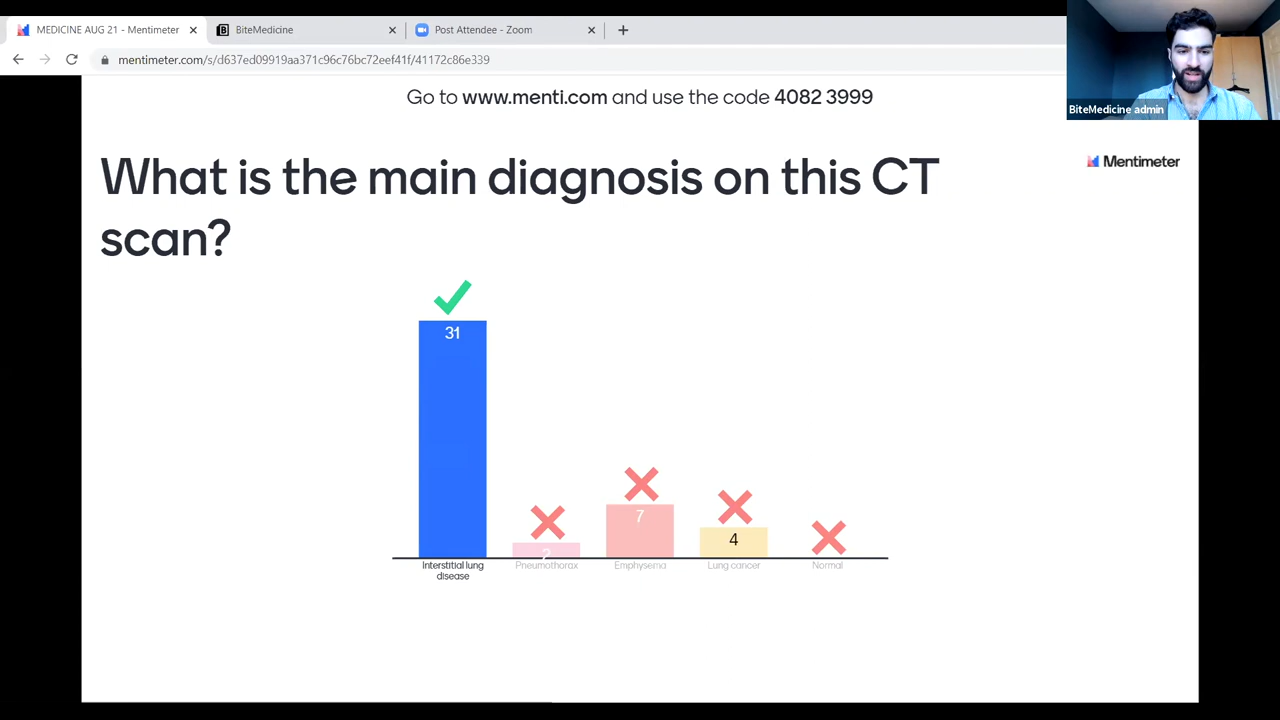 MEDICINE AUG 21 - Mentimeter
BiteMedicine
Post Attendee - Zoom
mentimeter.com/s/d637ed09919aa371c96c76bc72eef41f/41172c86e339
BiteMedicine admin
Go to www.menti.com and use the code 4082 3999
Mentimeter
What is the main diagnosis on this CT
scan?
31
2
7
4
Interstitial lung
disease
Pneumothorax
Emphysema
Lung cancer
Normal